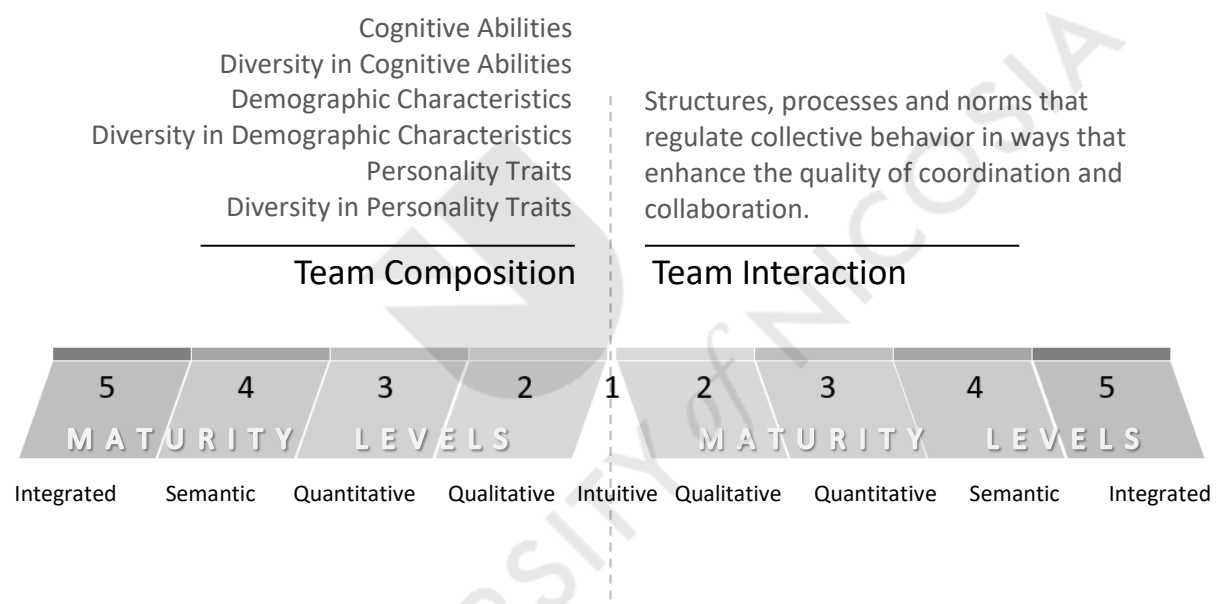 Cognitive Abilities
Diversity in Cognitive Abilities
Demographic Characteristics
Diversity in Demographic Characteristics
Personality Traits
Diversity in Personality Traits
Team Composition
Structures, processes and norms that
regulate collective behavior in ways that
enhance the quality of coordination and
collaboration.
Team Interaction
5 4 3 2 1 2 3 4 5
MATURITY LEVELS MATURITY LEVELS
Integrated Semantic Quantitative Qualitative Intuitive Qualitative Quantitative Semantic Integrated
RSITY of NICOSIA